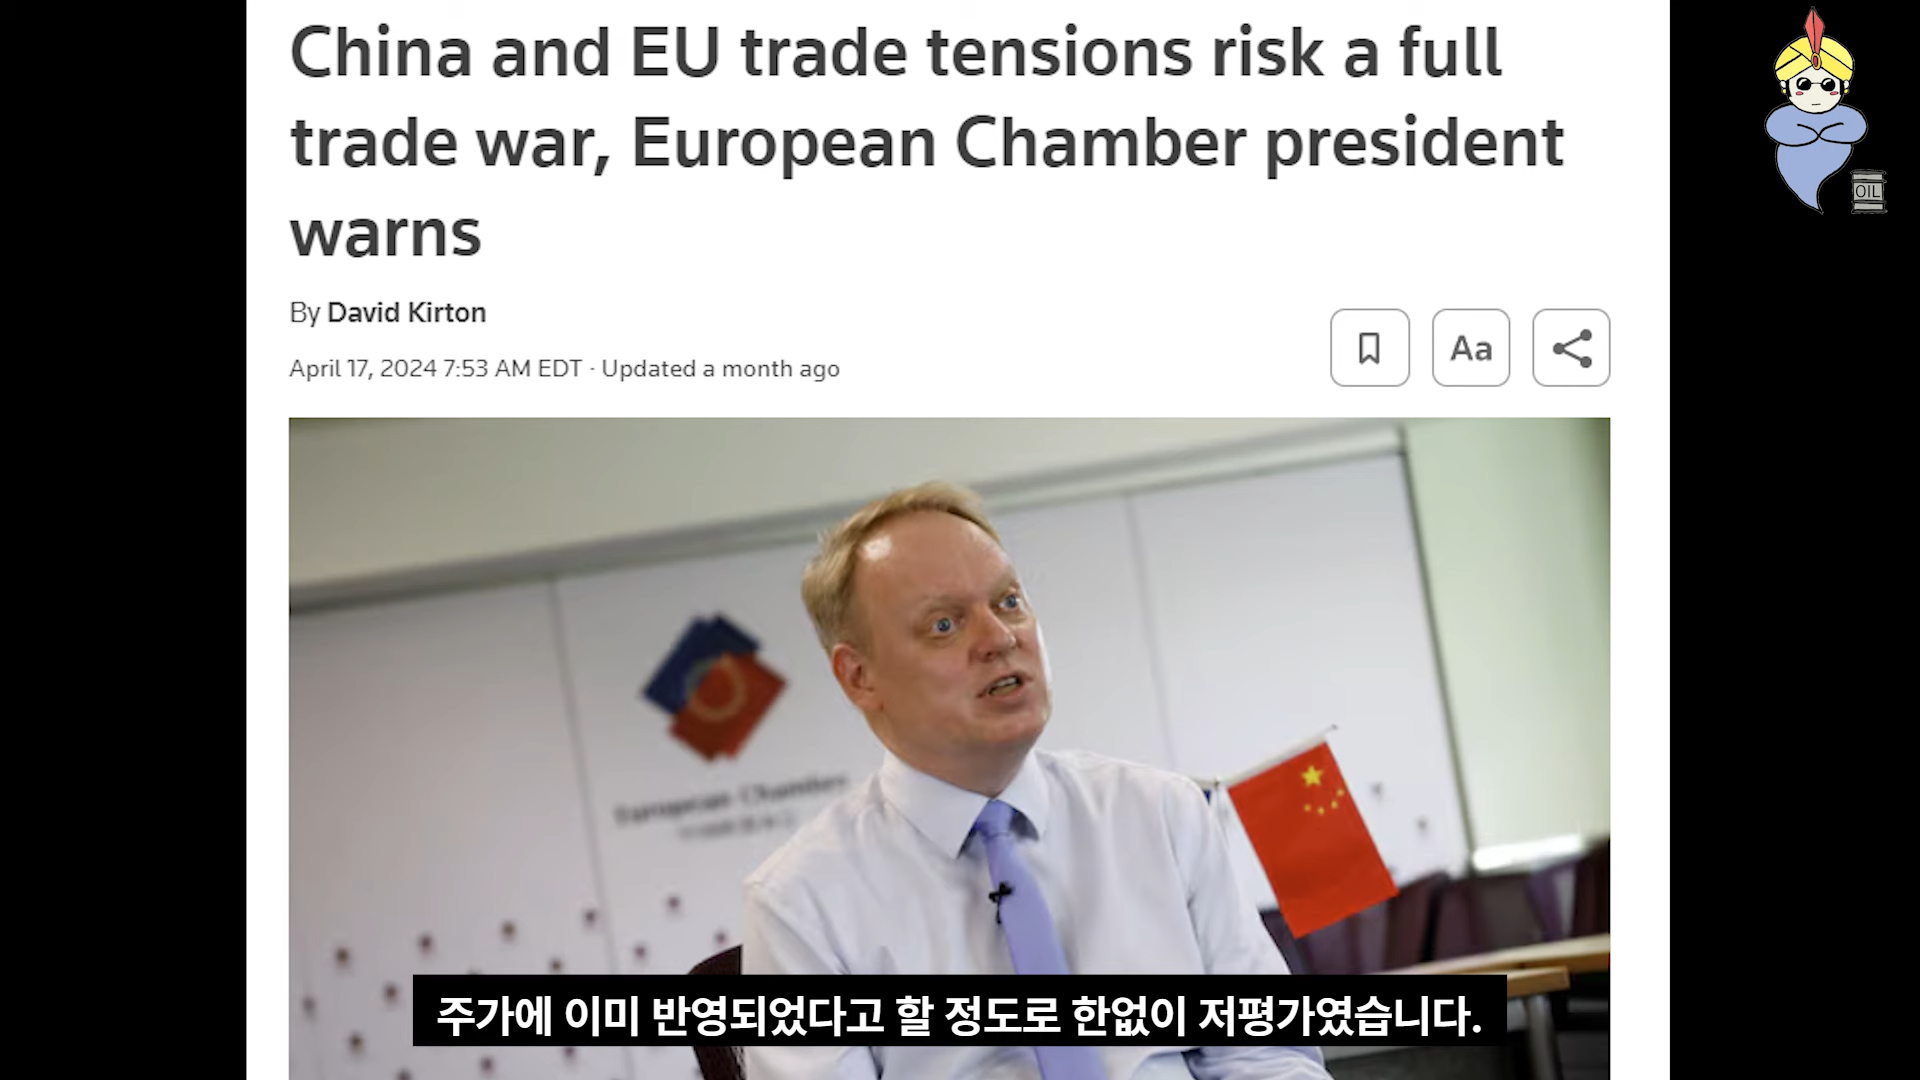 China and EU trade tensions risk a full
trade war, European Chamber president
warns
By David Kirton
April 17, 2024 7:53 AM EDT · Updated a month ago
Aa
OIL
European Chamber
주가에 이미 반영되었다고 할 정도로 한없이 저평가였습니다.